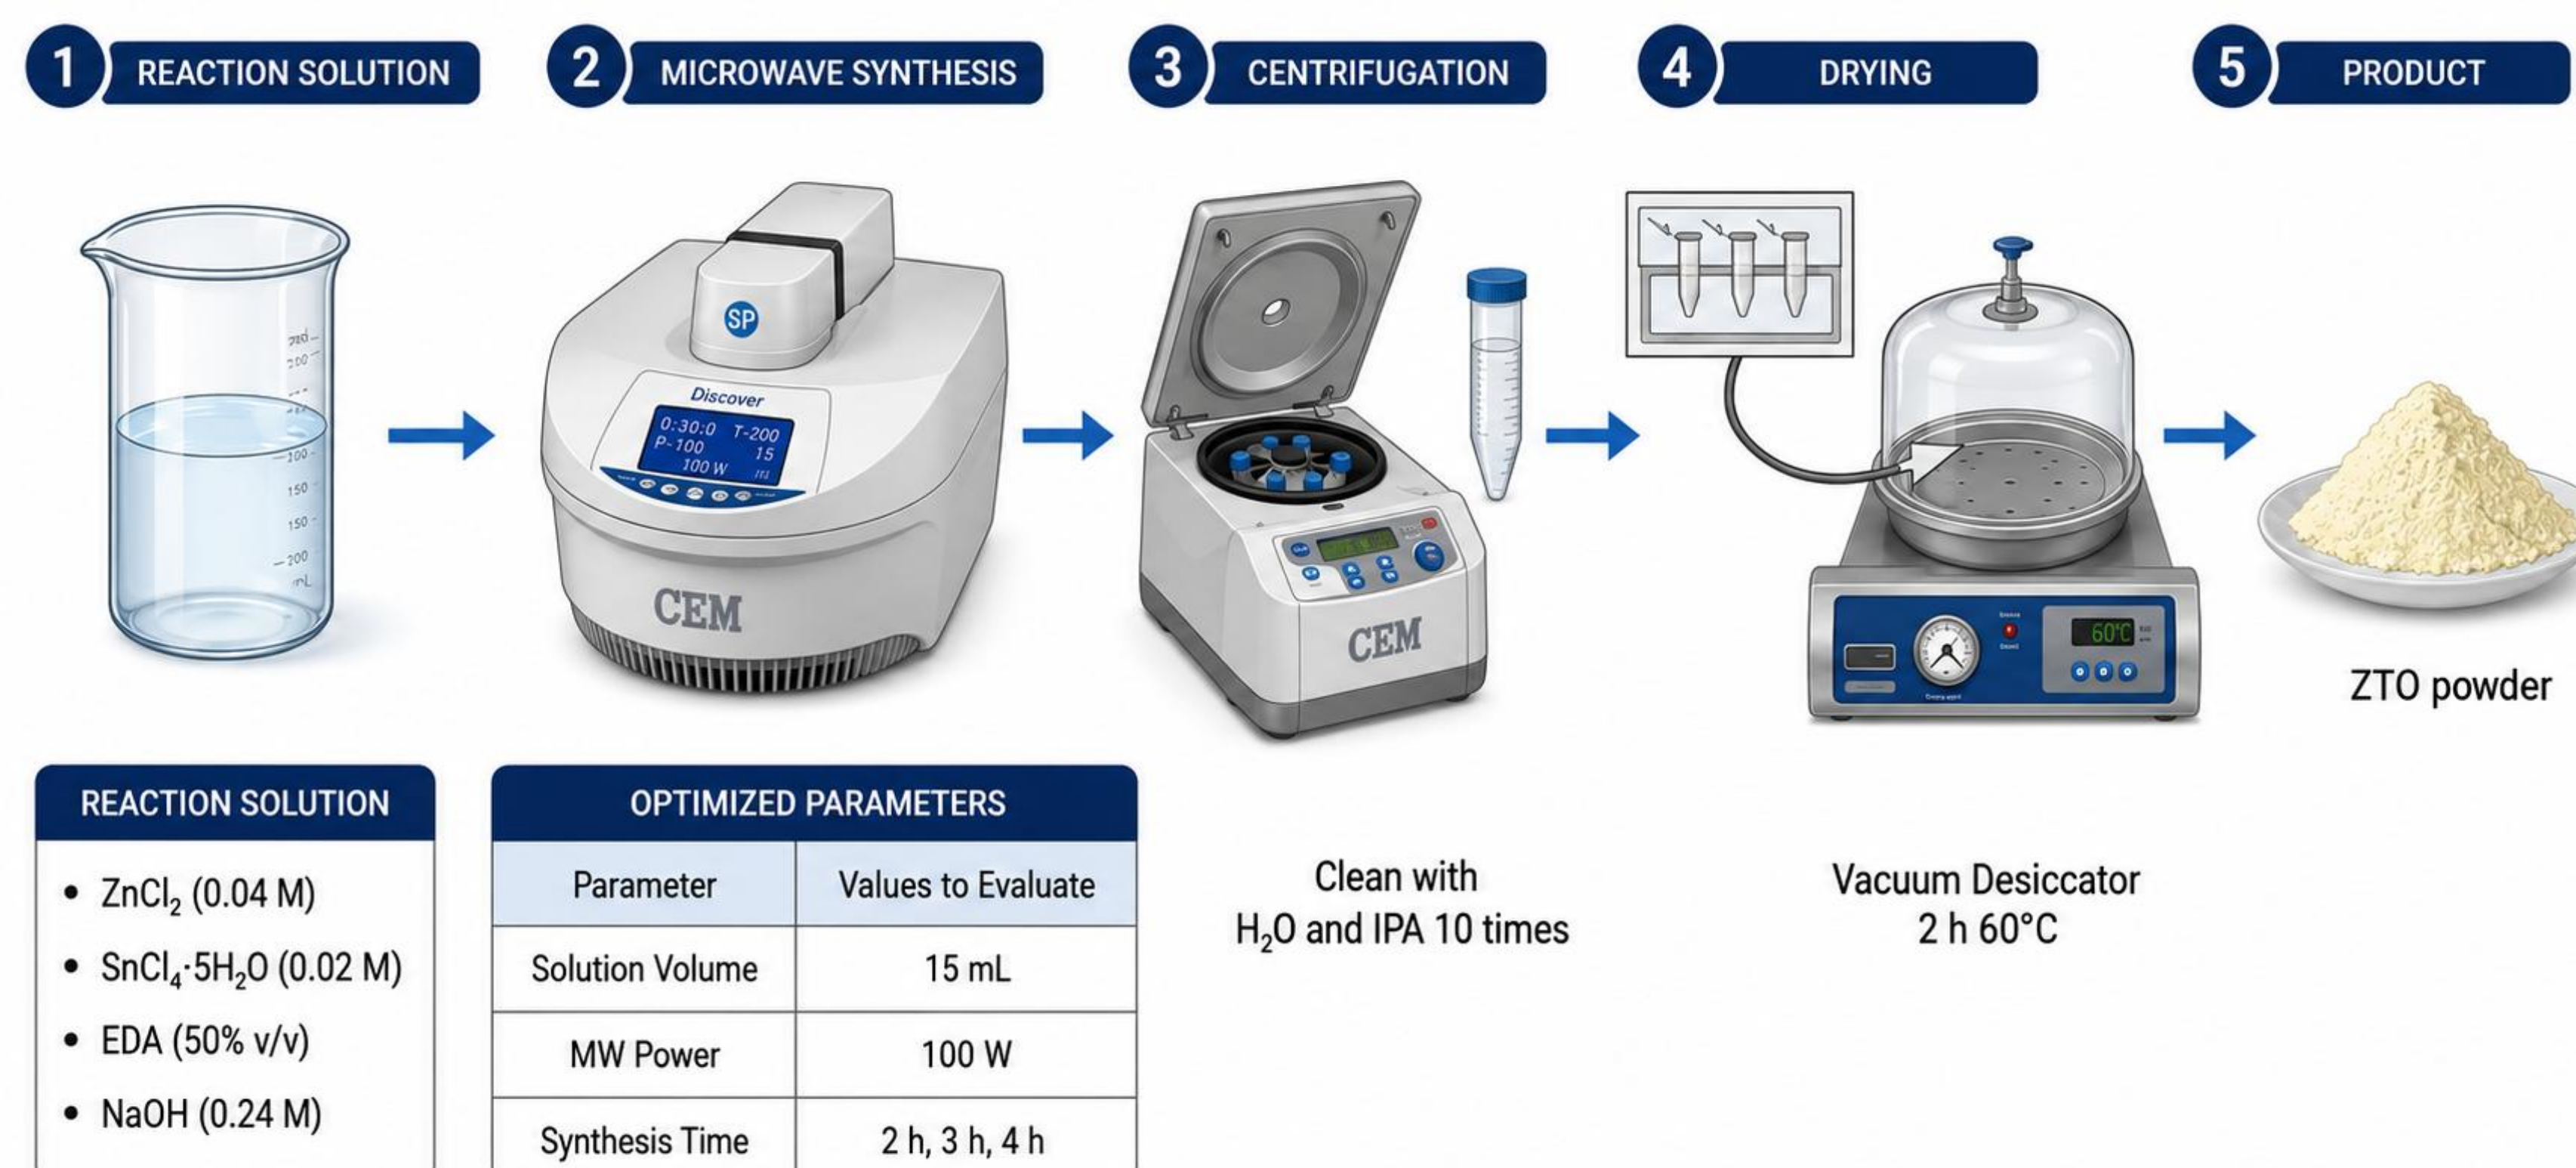 1 REACTION SOLUTION
2 MICROWAVE SYNTHESIS
3 CENTRIFUGATION
4 DRYING
5 PRODUCT
100
150
150
200
mL
SP
Discover
0:30:0 T-200
P-100 15
100 W
CEM
CEM
60°C
ZTO powder
REACTION SOLUTION
• ZnCl₂ (0.04 M)
• SnCl₄·5H₂O (0.02 M)
• EDA (50% v/v)
• NaOH (0.24 M)
OPTIMIZED PARAMETERS
Parameter Values to Evaluate
Solution Volume 15 mL
MW Power 100 W
Synthesis Time 2 h, 3 h, 4 h
Clean with
H₂O and IPA 10 times
Vacuum Desiccator
2 h 60°C